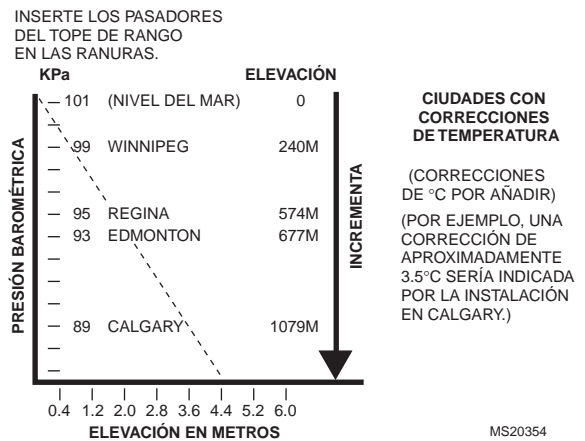 INSERTE LOS PASADORES
DEL TOPE DE RANGO
EN LAS RANURAS.
KPa ELEVACIÓN
101 (NIVEL DEL MAR) 0
99 WINNIPEG 240M
95 REGINA 574M
93 EDMONTON 677M
89 CALGARY 1079M
PRESIÓN BAROMÉTRICA
INCREMENTA
0.4 1.2 2.0 2.8 3.6 4.4 5.2 6.0
ELEVACIÓN EN METROS
CIUDADES CON
CORRECCIONES
DE TEMPERATURA
(CORRECCIONES
DE °C POR AÑADIR)
(POR EJEMPLO, UNA
CORRECCIÓN DE
APROXIMADAMENTE
3.5°C SERÍA INDICADA
POR LA INSTALACIÓN
EN CALGARY.)
MS20354